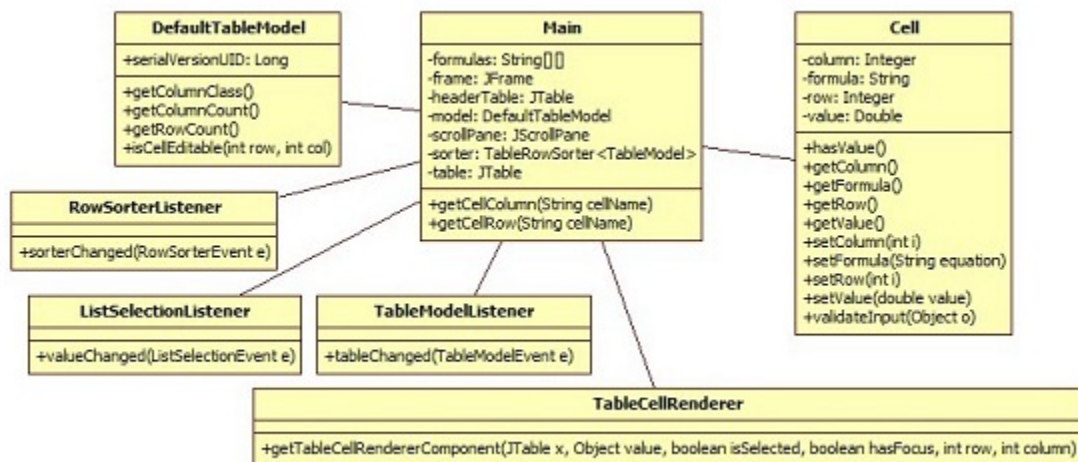 DefaultTableModel
+serialVersionUID: Long
+getColumnClass()
+getColumnCount()
+getRowCount()
+isCellEditable(int row, int col)
Main
-formulas: String[][]
-frame: JFrame
-headerTable: JTable
-model: DefaultTableModel
-scrollPane: JScrollPane
-sorter: TableRowSorter<TableModel>
-table: JTable
+getCellColumn(String cellName)
+getCellRow(String cellName)
Cell
-column: Integer
-formula: String
-row: Integer
-value: Double
+hasValue()
+getColumn()
+getFormula()
+getRow()
+getValue()
+setColumn(int i)
+setFormula(String equation)
+setRow(int i)
+setValue(double value)
+validateInput(Object o)
RowSorterListener
+sorterChanged(RowSorterEvent e)
ListSelectionListener
+valueChanged(ListSelectionEvent e)
TableModelListener
+tableChanged(TableModelEvent e)
TableCellRenderer
+getTableCellRendererComponent(JTable x, Object value, boolean isSelected, boolean hasFocus, int row, int column)